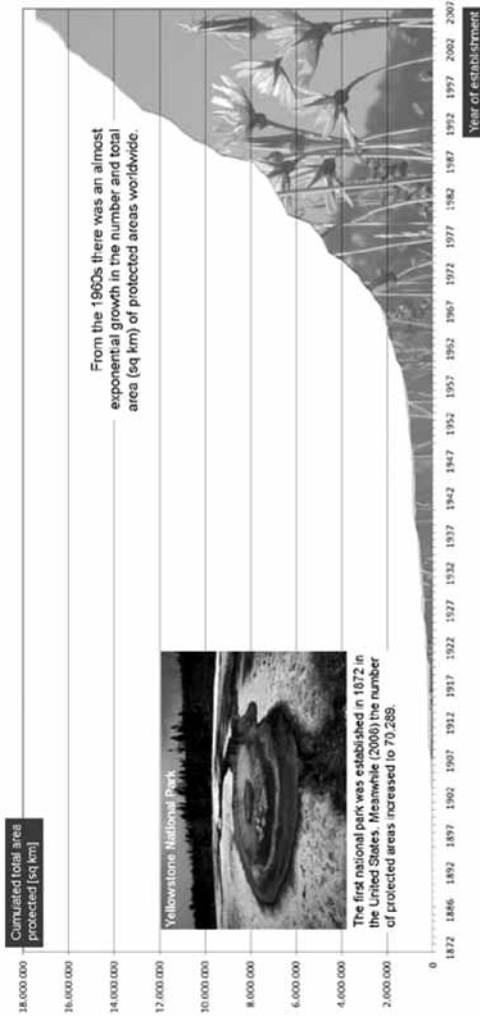 Cumulated total area
protected [sq km]
18.000.000
16.000.000
14.000.000
12.000.000
10.000.000
8.000.000
6.000.000
4.000.000
2.000.000
0
From the 1960s there was an almost
exponential growth in the number and total
area (sq km) of protected areas worldwide.
Yellowstone National Park
The first national park was established in 1872 in
the United States. Meanwhile (2008) the number
of protected areas increased to 70,289.
1872 1886 1892 1897 1902 1907 1912 1917 1922 1927 1932 1937 1942 1947 1952 1957 1962 1967 1972 1977 1982 1987 1992 1997 2002 2007
Year of establishment